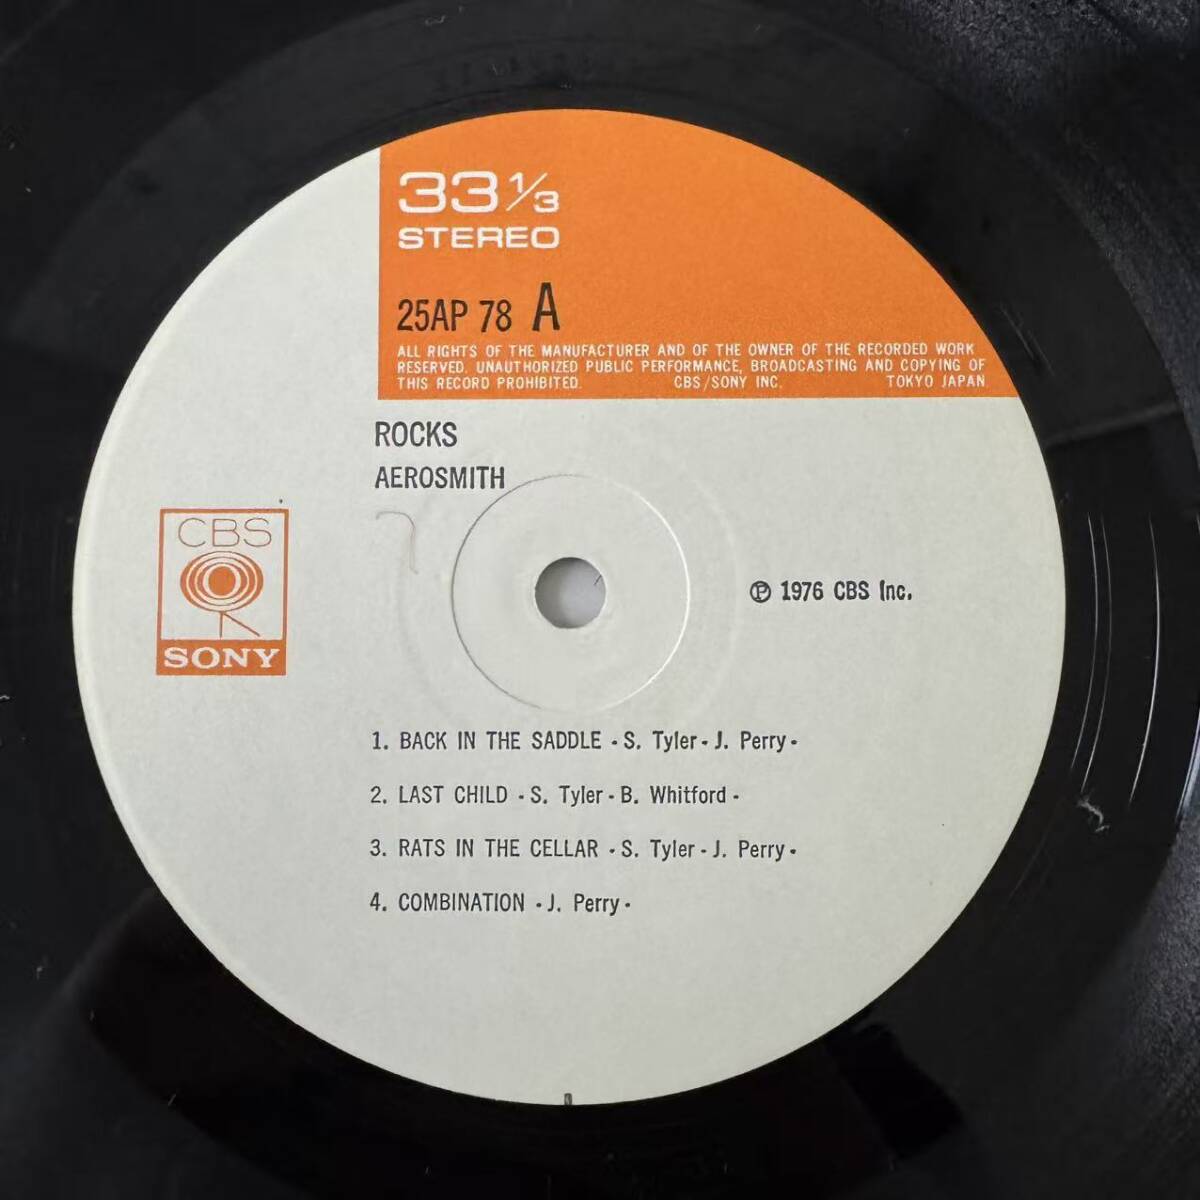 33 1/3
STEREO
25AP 78 A
ALL RIGHTS OF THE MANUFACTURER AND OF THE OWNER OF THE RECORDED WORK
RESERVED. UNAUTHORIZED PUBLIC PERFORMANCE, BROADCASTING AND COPYING OF
THIS RECORD PROHIBITED. CBS/SONY INC. TOKYO JAPAN
ROCKS
AEROSMITH
CBS
SONY
℗ 1976 CBS Inc.
1. BACK IN THE SADDLE • S. Tyler • J. Perry •
2. LAST CHILD • S. Tyler • B. Whitford •
3. RATS IN THE CELLAR • S. Tyler • J. Perry •
4. COMBINATION • J. Perry •